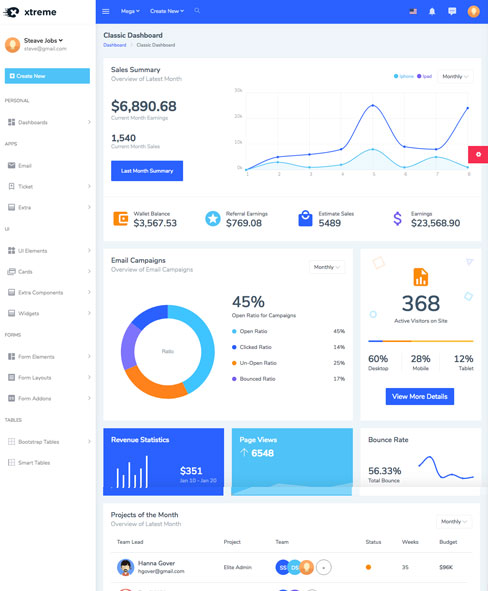 xtreme
Mega
Create New
Steave Jobs
steve@gmail.com
Create New
PERSONAL
Dashboards
APPS
Email
Ticket
Extra
UI
UI Elements
Cards
Extra Components
Widgets
FORMS
Form Elements
Form Layouts
Form Addons
TABLES
Bootstrap Tables
Smart Tables
Classic Dashboard
Dashboard
Classic Dashboard
Sales Summary
Overview of Latest Month
$6,890.68
Current Month Earnings
1,540
Current Month Sales
Last Month Summary
Iphone
Ipad
Monthly
30k
20k
10k
0k
1 2 3 4 5 6 7 8
Wallet Balance
$3,567.53
Referral Earnings
$769.08
Estimate Sales
5489
Earnings
$23,568.90
Email Campaigns
Overview of Email Campaigns
Monthly
Ratio
45%
Open Ratio for Campaigns
Open Ratio 45%
Clicked Ratio 14%
Un-Open Ratio 25%
Bounced Ratio 17%
368
Active Visitors on Site
60%
Desktop
28%
Mobile
12%
Tablet
View More Details
Revenue Statistics
$351
Jan 10 - Jan 20
Page Views
6548
Bounce Rate
56.33%
Total Bounce
Projects of the Month
Overview of Latest Month
Monthly
Team Lead Project Team Status Weeks Budget
Hanna Gover
hgover@gmail.com
Elite Admin
SS
DS
+
35
$96K